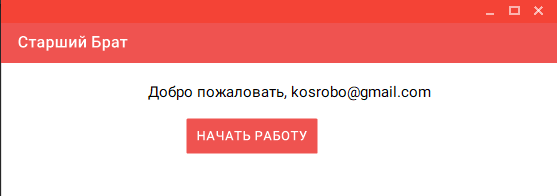 Старший Брат
Добро пожаловать, kosrobo@gmail.com
НАЧАТЬ РАБОТУ